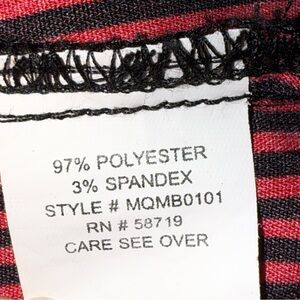 97% POLYESTER
3% SPANDEX
STYLE # MQMB0101
RN # 58719
CARE SEE OVER